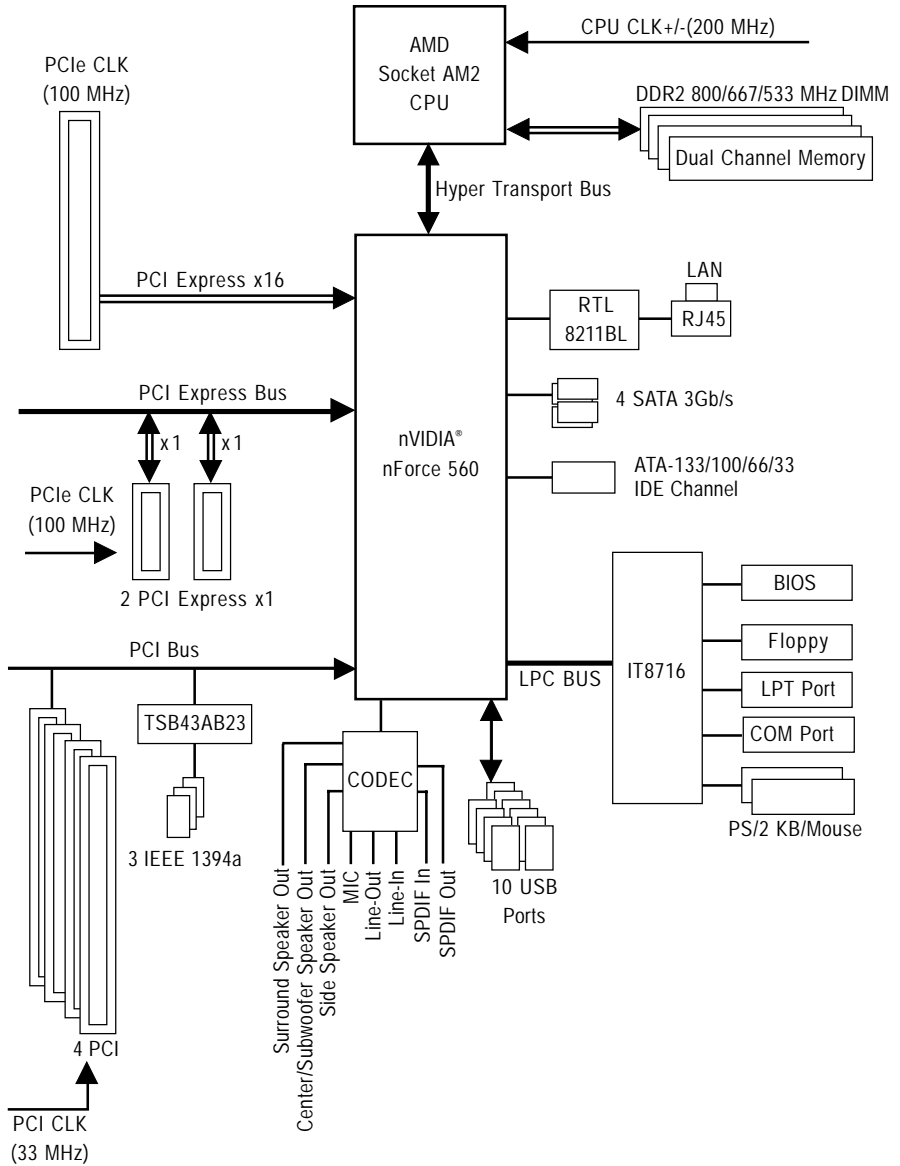 CPU CLK+/-(200 MHz)
AMD
Socket AM2
CPU
PCIe CLK
(100 MHz)
DDR2 800/667/533 MHz DIMM
Dual Channel Memory
Hyper Transport Bus
PCI Express x16
LAN
RTL
8211BL
RJ45
PCI Express Bus
x1
x1
4 SATA 3Gb/s
nVIDIA®
nForce 560
ATA-133/100/66/33
IDE Channel
PCIe CLK
(100 MHz)
2 PCI Express x1
BIOS
Floppy
PCI Bus
LPC BUS
IT8716
LPT Port
TSB43AB23
COM Port
CODEC
PS/2 KB/Mouse
3 IEEE 1394a
Surround Speaker Out
Center/Subwoofer Speaker Out
Side Speaker Out
MIC
Line-Out
Line-In
SPDIF In
SPDIF Out
10 USB
Ports
4 PCI
PCI CLK
(33 MHz)